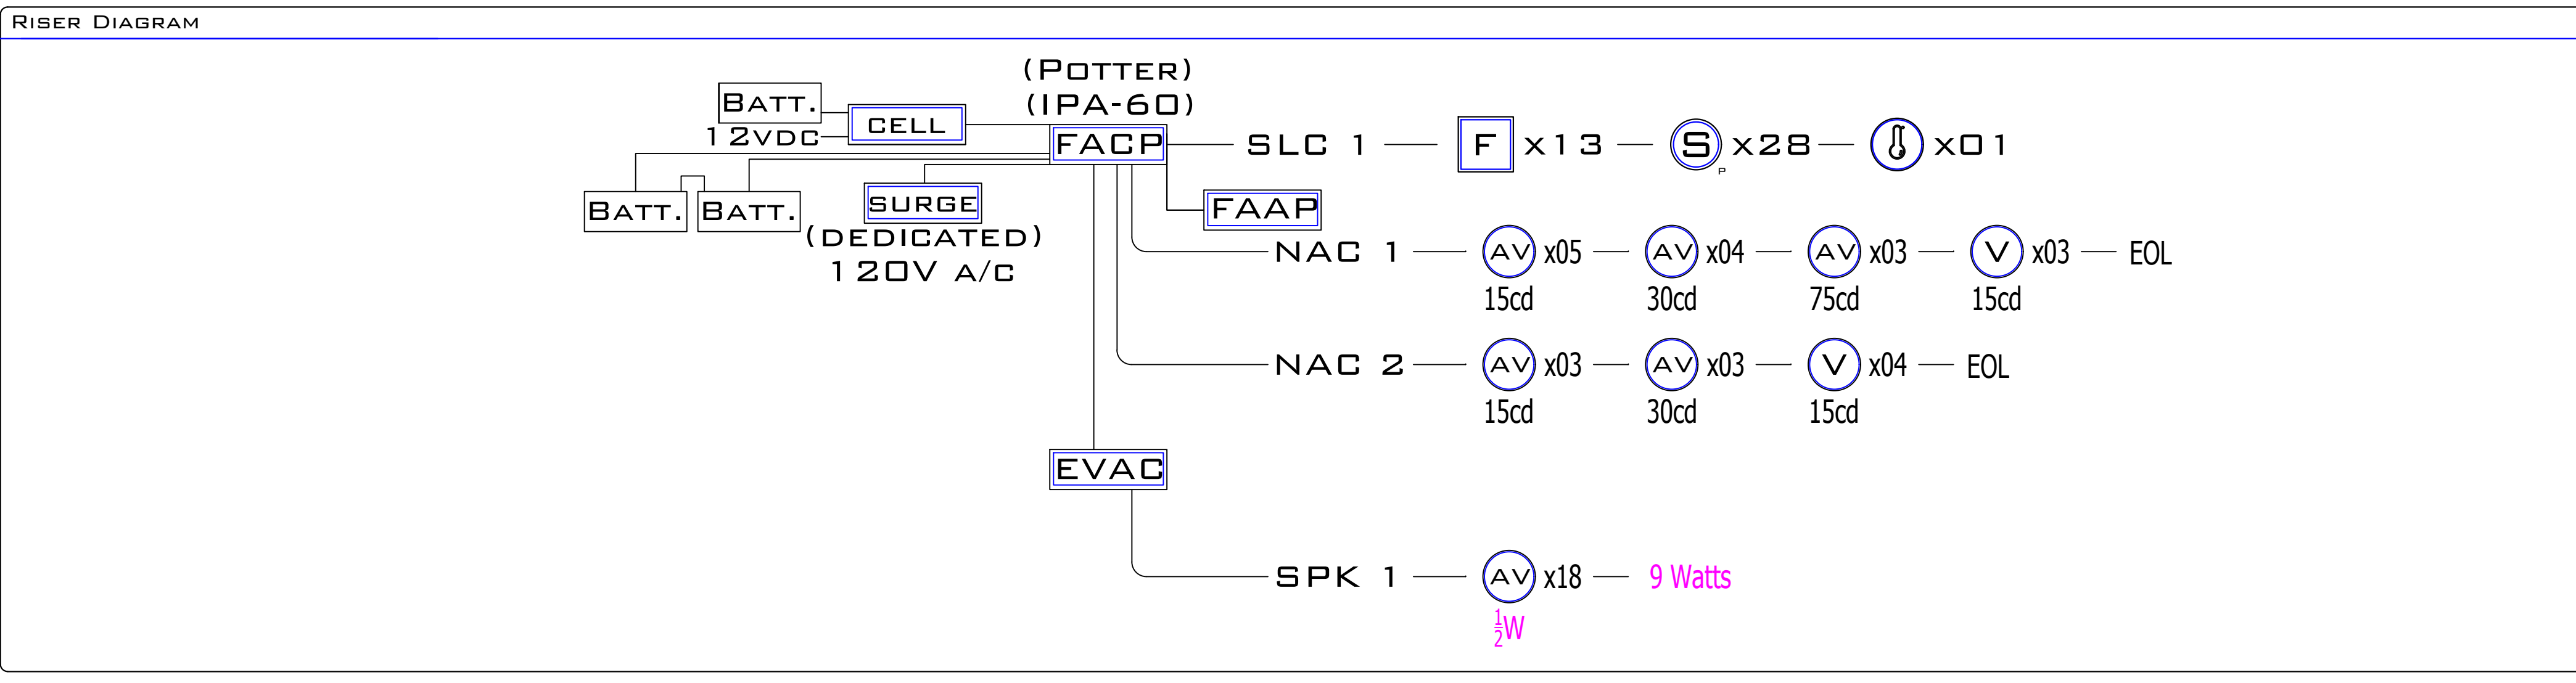 Riser Diagram
(Potter)
(IPA-60)
Batt.
CELL
12VDC
FACP
SLC 1
F x13
S x28
P
x01
Batt.
Batt.
SURGE
FAAP
(DEDICATED)
120V A/C
NAC 1
AV x05
AV x04
AV x03
V x03
EOL
15cd
30cd
75cd
15cd
NAC 2
AV x03
AV x03
V x04
EOL
15cd
30cd
15cd
EVAC
SPK 1
AV x18
9 Watts
½W